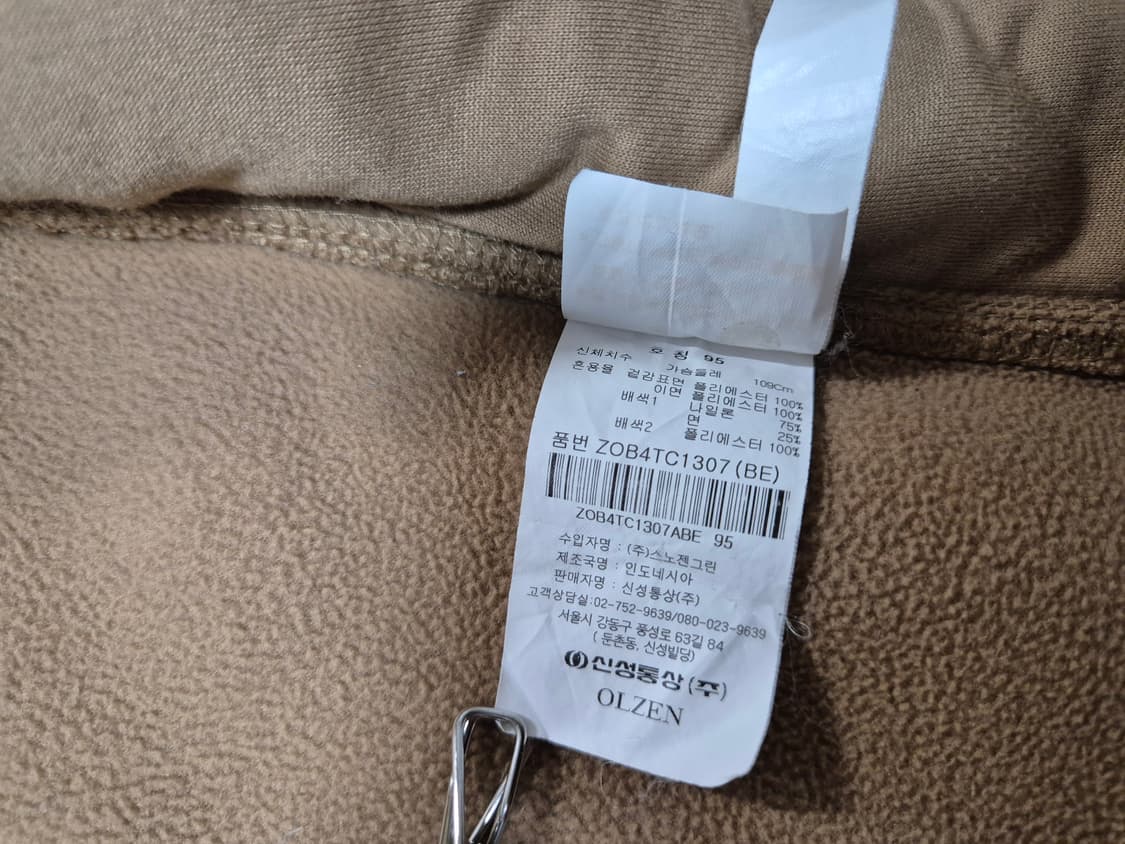 호 칭 95
신체치수 가슴둘레 109Cm
혼용율 겉감표면 폴리에스터 100%
이면 폴리에스터 100%
배색1 나일론 75%
면 25%
배색2 폴리에스터 100%
품번 ZOB4TC1307(BE)
ZOB4TC1307ABE 95
수입자명 : (주)스노젠그린
제조국명 : 인도네시아
판매자명 : 신성통상(주)
고객상담실:02-752-9639/080-023-9639
서울시 강동구 풍성로 63길 84
( 둔촌동, 신성빌딩)
신성통상(주)
OLZEN